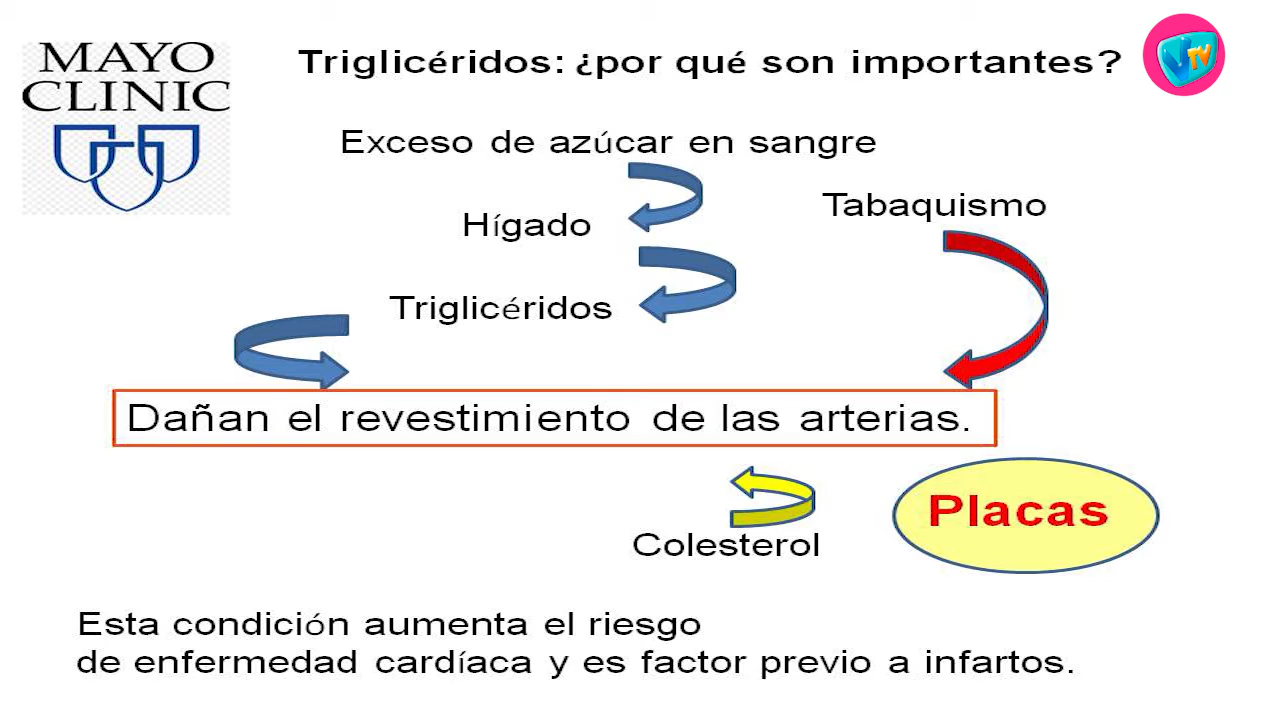 MAYO
CLINIC
Triglicéridos: ¿por qué son importantes?
VTV
Exceso de azúcar en sangre
Tabaquismo
Hígado
Triglicéridos
Dañan el revestimiento de las arterias.
Placas
Colesterol
Esta condición aumenta el riesgo
de enfermedad cardíaca y es factor previo a infartos.